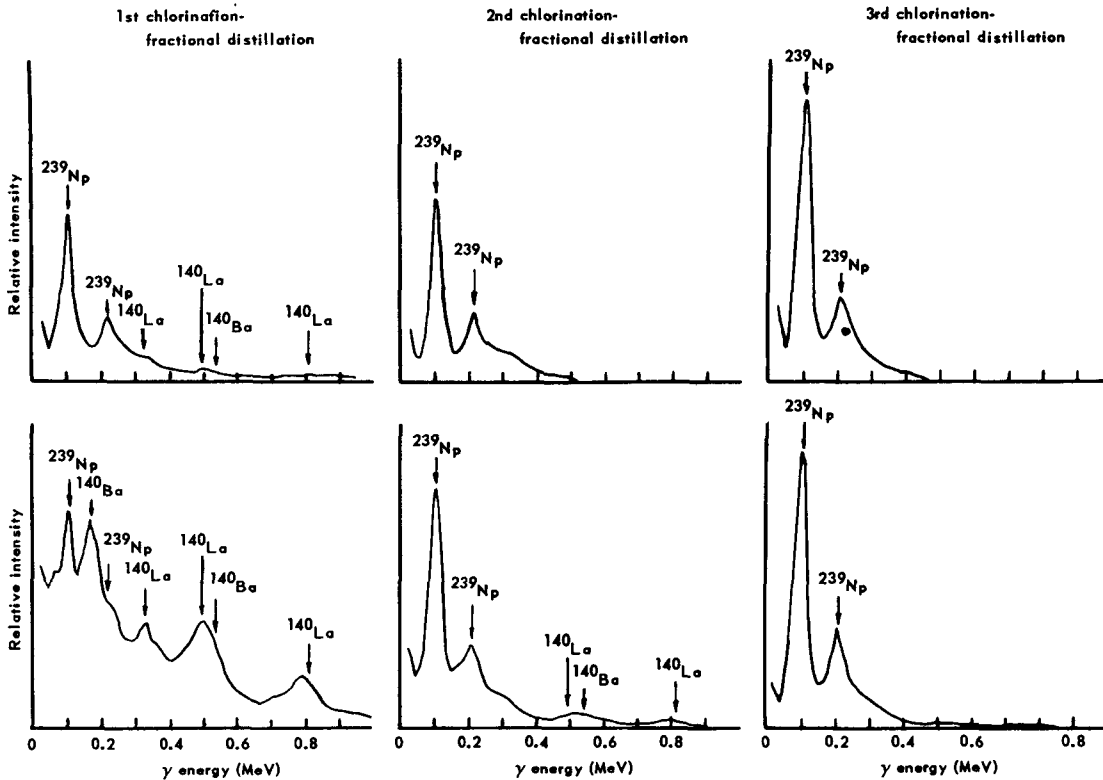 1st chlorinafion-
fractional distillation
2nd chlorination-
fractional distillation
3rd chlorination-
fractional distillation
Relative intensity
239Np
239Np
140La
140La
140Ba
140La
239Np
239Np
239Np
239Np
Relative intensity
239Np
140Ba
239Np
140La
140La
140Ba
140La
0
0.2
0.4
0.6
0.8
γ energy (MeV)
239Np
239Np
140La
140Ba
140La
0
0.2
0.4
0.6
0.8
γ energy (MeV)
239Np
239Np
0
0.2
0.4
0.6
0.8
γ energy (MeV)